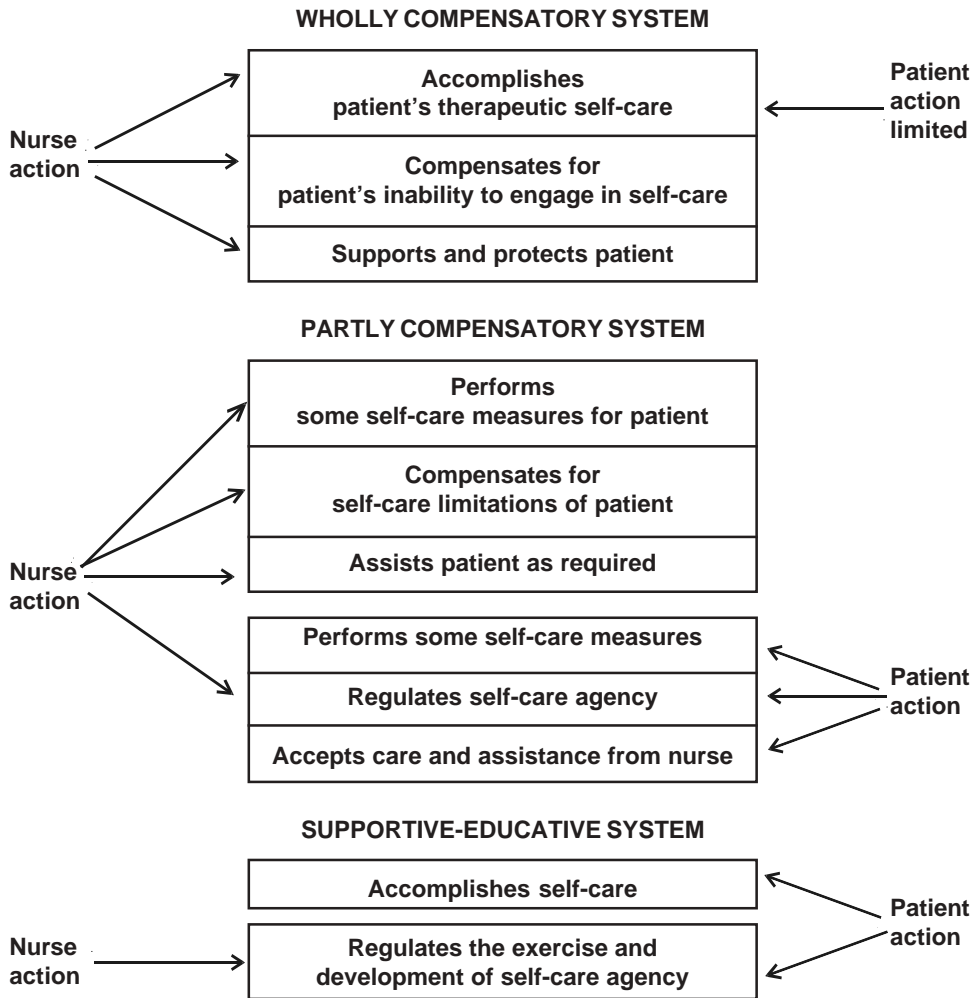 WHOLLY COMPENSATORY SYSTEM
Nurse
action
Accomplishes
patient's therapeutic self-care
Compensates for
patient's inability to engage in self-care
Supports and protects patient
Patient
action
limited
PARTLY COMPENSATORY SYSTEM
Nurse
action
Performs
some self-care measures for patient
Compensates for
self-care limitations of patient
Assists patient as required
Performs some self-care measures
Regulates self-care agency
Accepts care and assistance from nurse
Patient
action
SUPPORTIVE-EDUCATIVE SYSTEM
Accomplishes self-care
Nurse
action
Regulates the exercise and
development of self-care agency
Patient
action